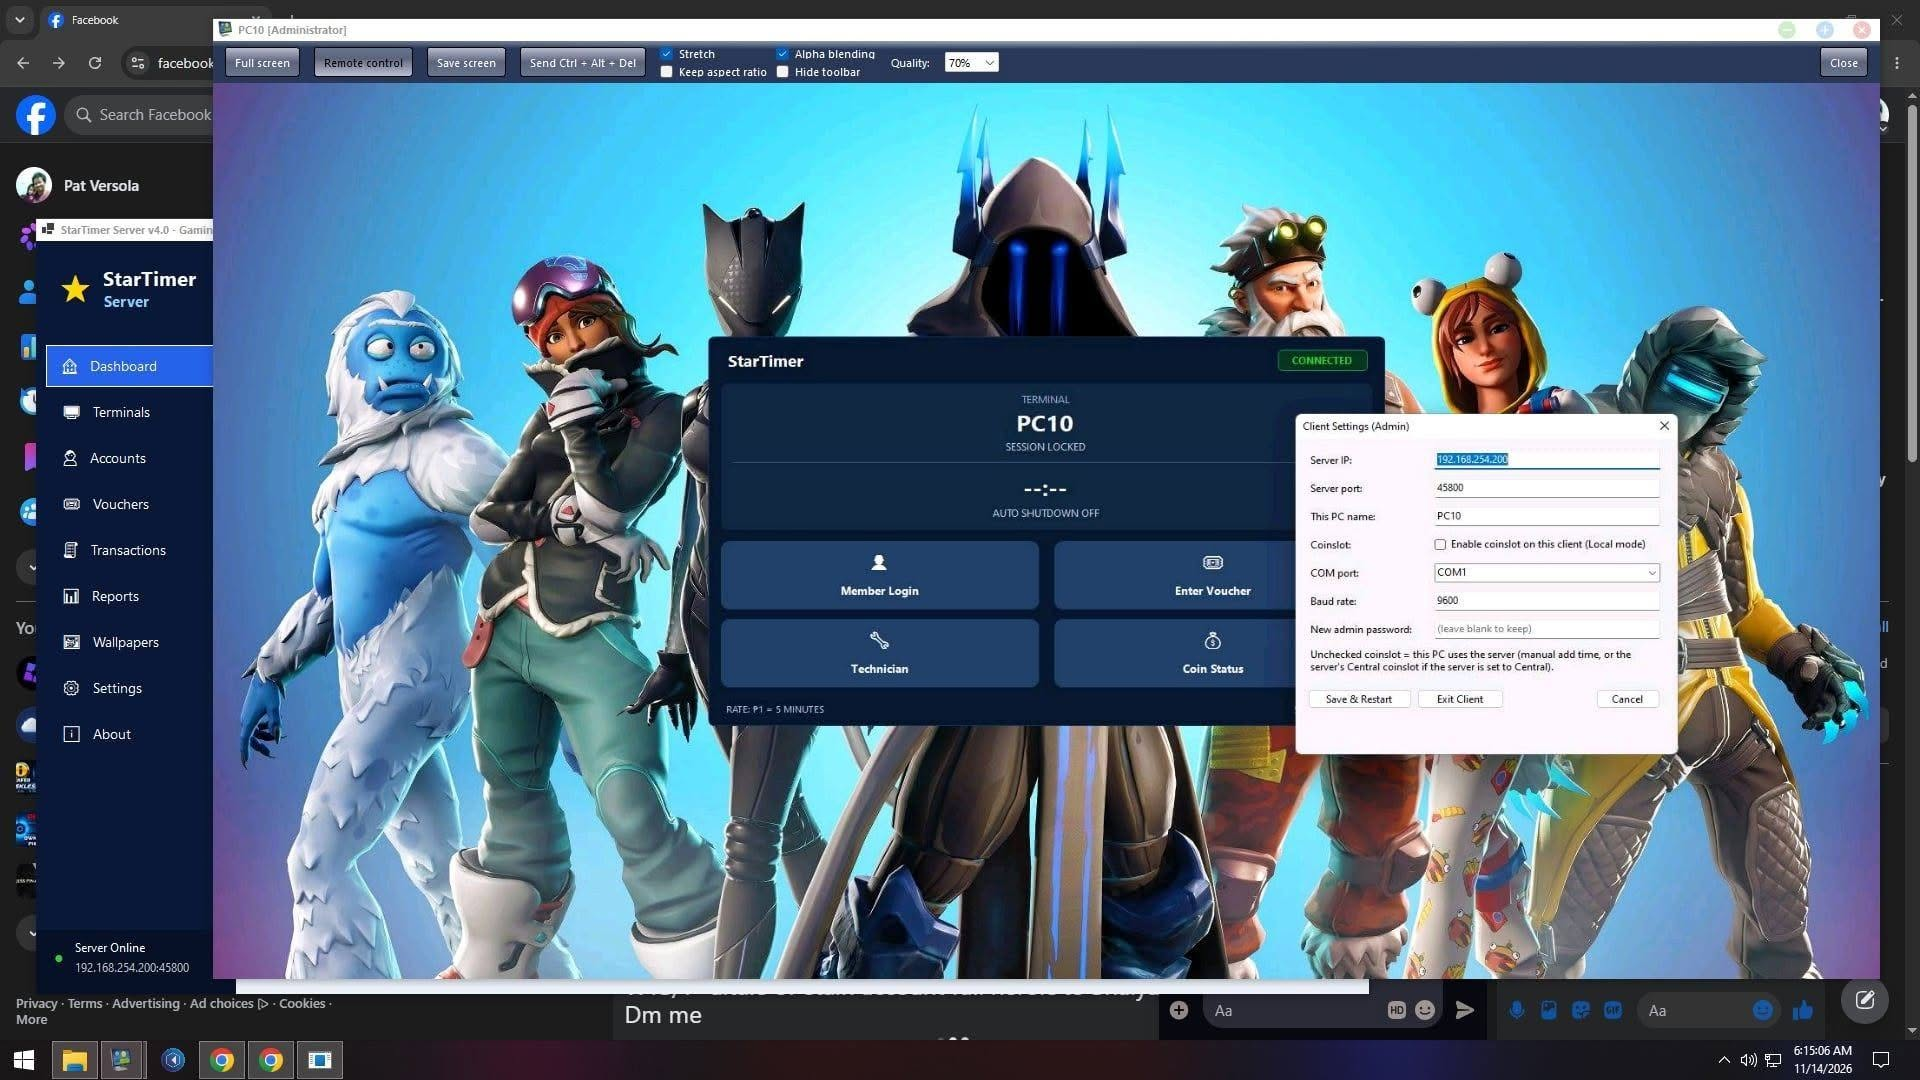 Facebook
facebook
Search Facebook
Pat Versola
PC10 [Administrator]
Full screen
Remote control
Save screen
Send Ctrl + Alt + Del
Stretch
Keep aspect ratio
Alpha blending
Hide toolbar
Quality:
70%
Close
StarTimer Server v4.0 - Gamin
StarTimer
Server
Dashboard
Terminals
Accounts
Vouchers
Transactions
Reports
Wallpapers
Settings
About
Server Online
192.168.254.200:45800
StarTimer
CONNECTED
TERMINAL
PC10
SESSION LOCKED
--:--
AUTO SHUTDOWN OFF
Member Login
Enter Voucher
Technician
Coin Status
RATE: ₱1 = 5 MINUTES
Client Settings (Admin)
Server IP:
192.168.254.200
Server port:
45800
This PC name:
PC10
Coinslot:
Enable coinslot on this client (Local mode)
COM port:
COM1
Baud rate:
9600
New admin password:
(leave blank to keep)
Unchecked coinslot = this PC uses the server (manual add time, or the
server's Central coinslot if the server is set to Central).
Save & Restart
Exit Client
Cancel
You
Privacy · Terms · Advertising · Ad choices · Cookies ·
More
Dm me
Aa
HD
GIF
Aa
6:15:06 AM
11/14/2026